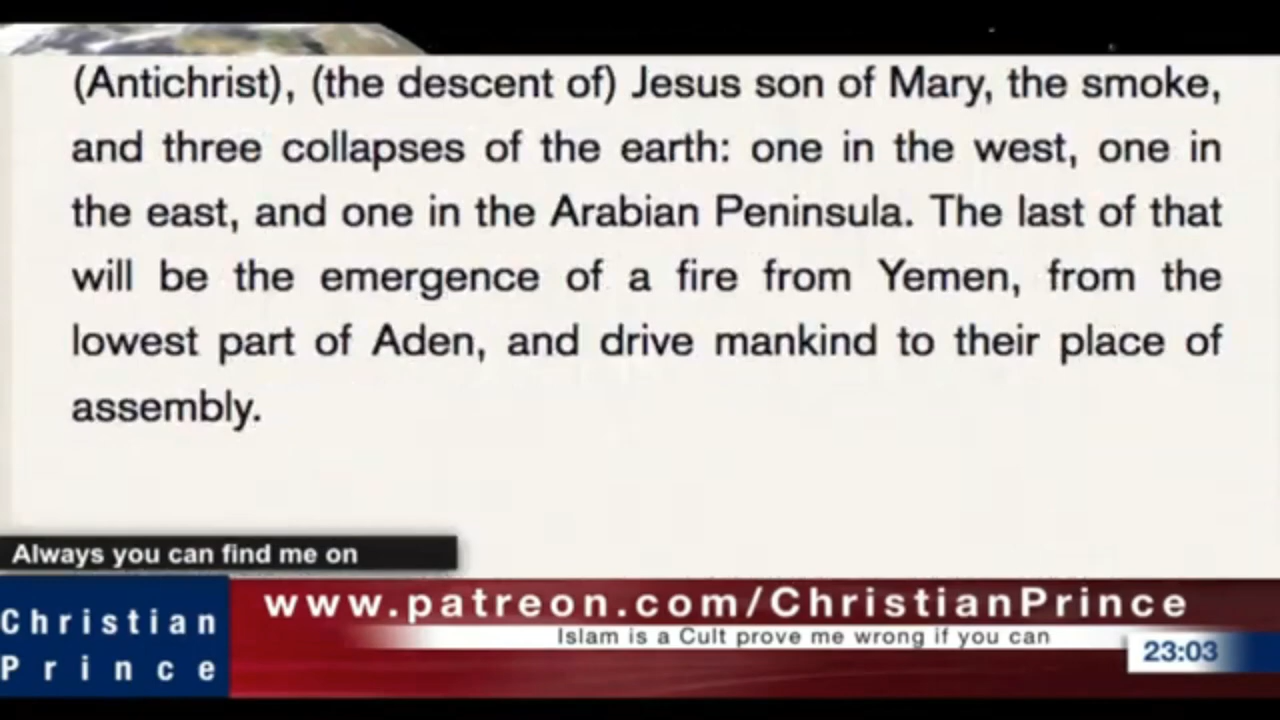 (Antichrist), (the descent of) Jesus son of Mary, the smoke,
and three collapses of the earth: one in the west, one in
the east, and one in the Arabian Peninsula. The last of that
will be the emergence of a fire from Yemen, from the
lowest part of Aden, and drive mankind to their place of
assembly.
Always you can find me on
Christian
Prince
www.patreon.com/ChristianPrince
Islam is a Cult prove me wrong if you can
23:03